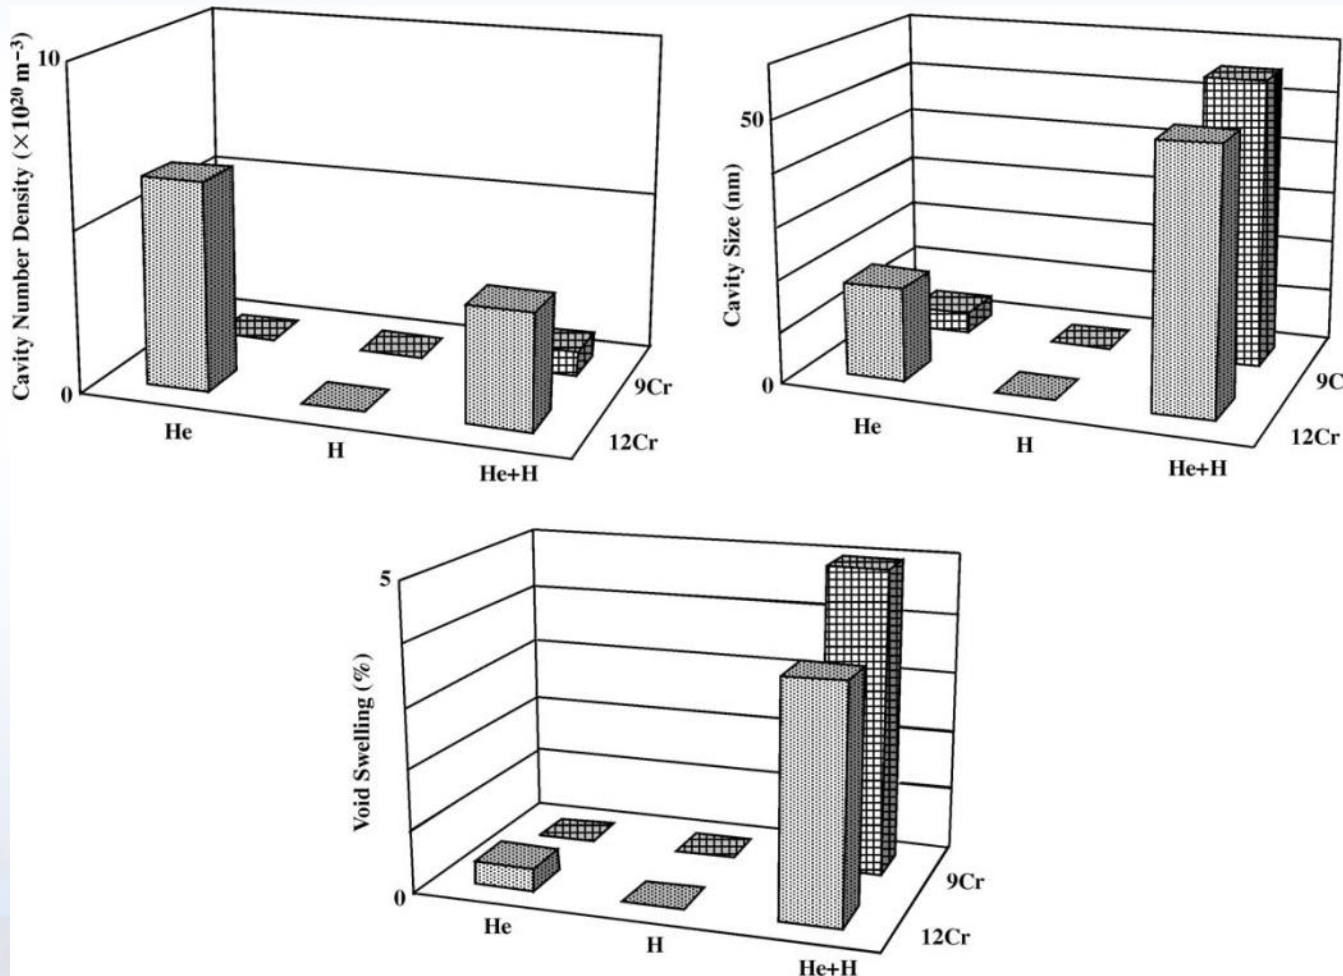 Cavity Number Density (×10²⁰ m⁻³)
10
0
He
H
He+H
9Cr
12Cr
Cavity Size (nm)
50
0
He
H
He+H
9C
12Cr
Void Swelling (%)
5
0
He
H
He+H
9Cr
12Cr